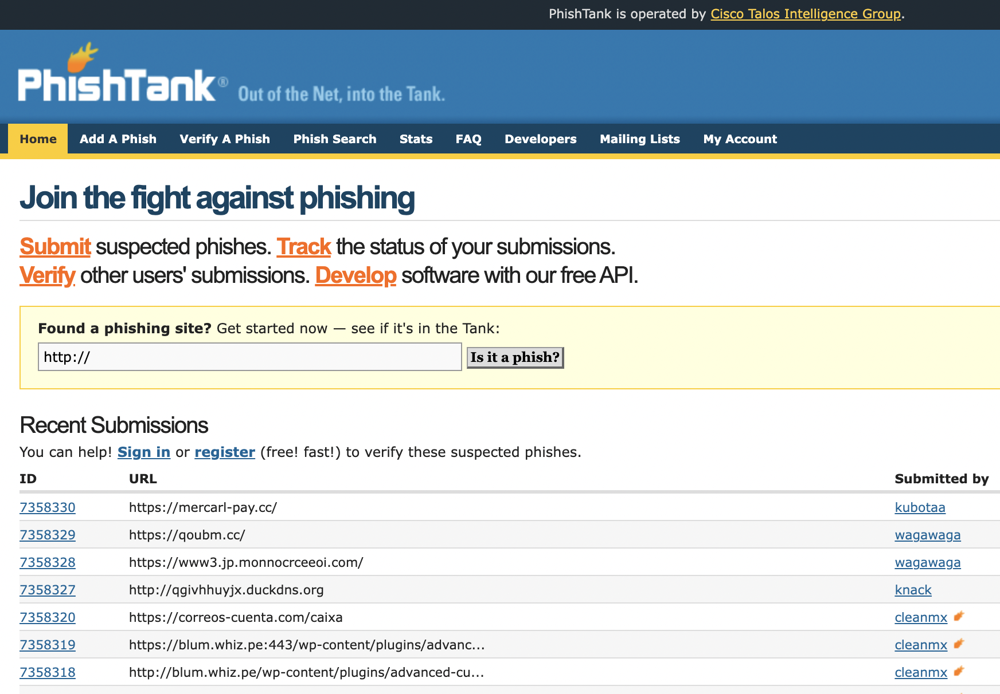 PhishTank is operated by Cisco Talos Intelligence Group.
PhishTank® Out of the Net, into the Tank.
Home Add A Phish Verify A Phish Phish Search Stats FAQ Developers Mailing Lists My Account
Join the fight against phishing
Submit suspected phishes. Track the status of your submissions.
Verify other users' submissions. Develop software with our free API.
Found a phishing site? Get started now — see if it's in the Tank:
http:// Is it a phish?
Recent Submissions
You can help! Sign in or register (free! fast!) to verify these suspected phishes.
ID URL Submitted by
7358330 https://mercarl-pay.cc/ kubotaa
7358329 https://qoubm.cc/ wagawaga
7358328 https://www3.jp.monnocrceeoi.com/ wagawaga
7358327 http://qgivhhuyjx.duckdns.org knack
7358320 https://correos-cuenta.com/caixa cleanmx
7358319 https://blum.whiz.pe:443/wp-content/plugins/advanc... cleanmx
7358318 http://blum.whiz.pe/wp-content/plugins/advanced-cu... cleanmx